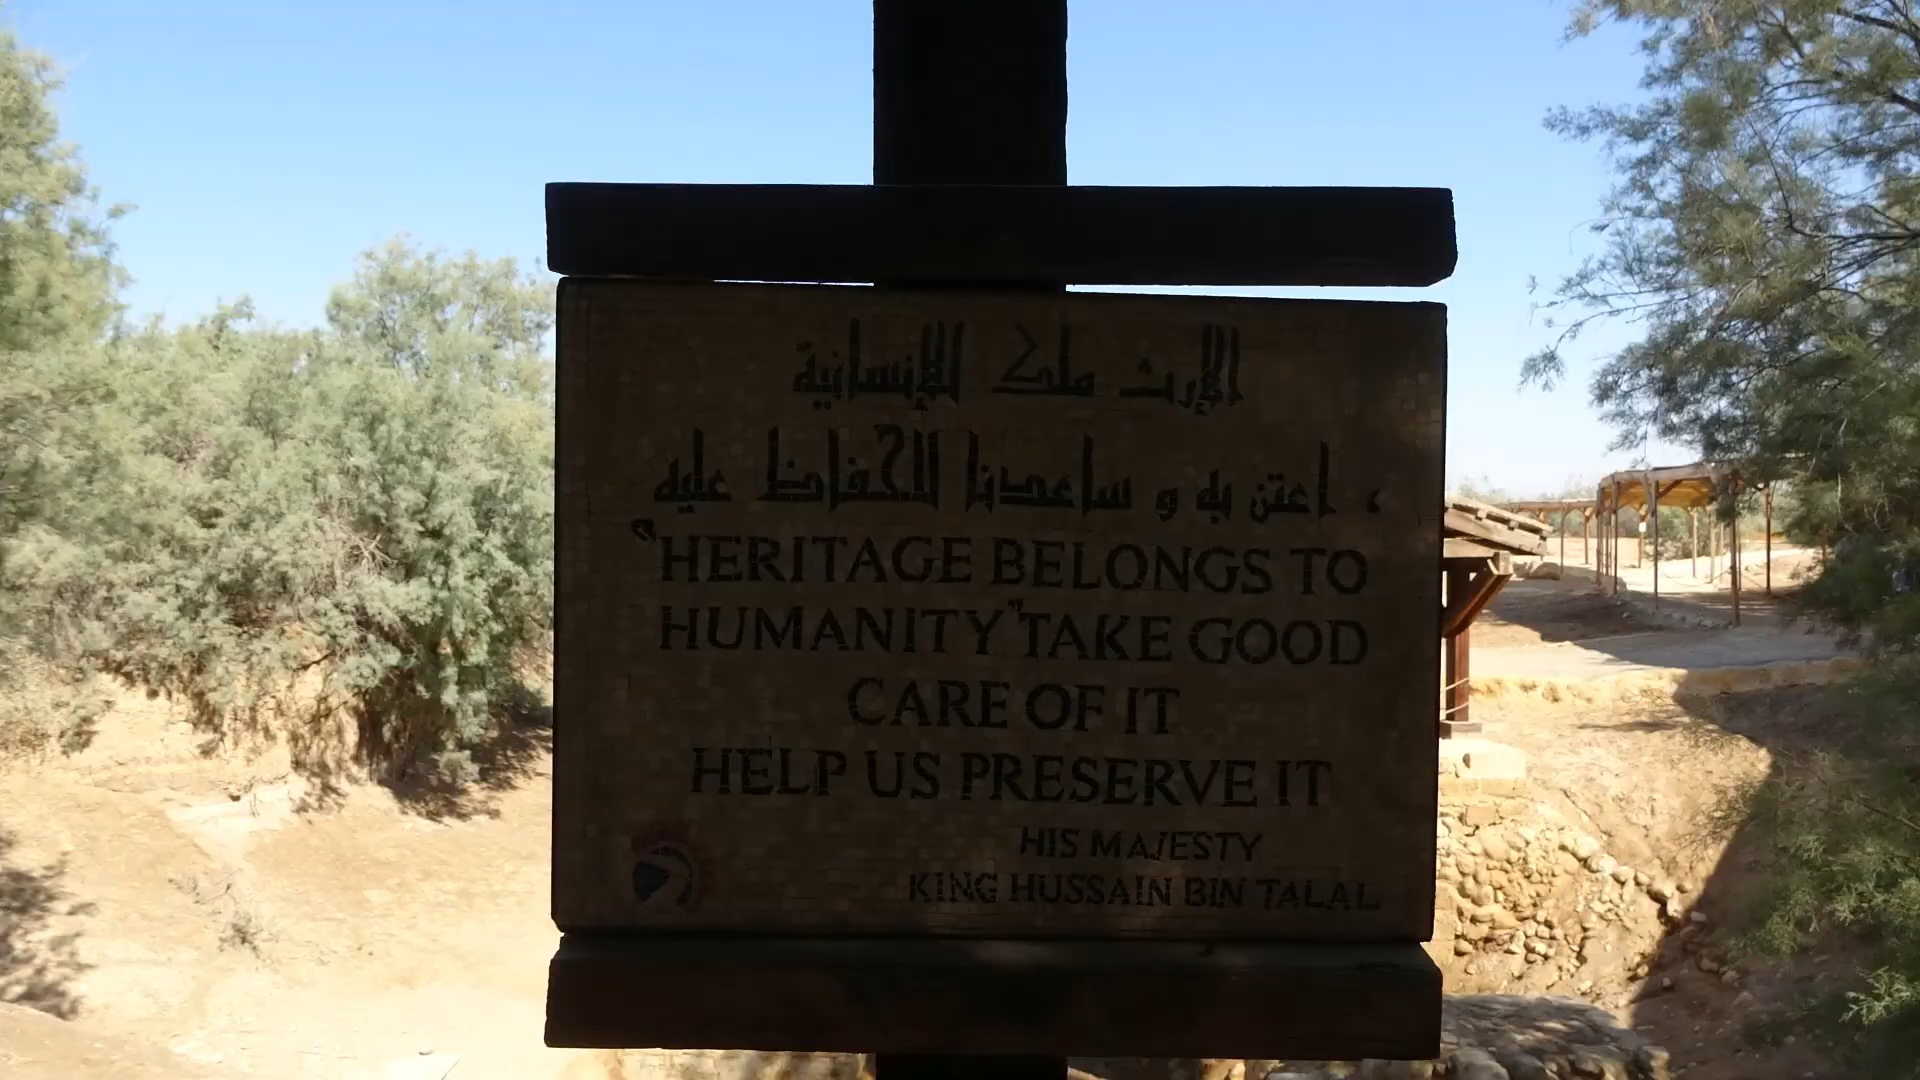 الإرث ملك للإنسانية
، اعتن به و ساعدنا للحفاظ عليه
"HERITAGE BELONGS TO
HUMANITY" TAKE GOOD
CARE OF IT
HELP US PRESERVE IT
HIS MAJESTY
KING HUSSAIN BIN TALAL